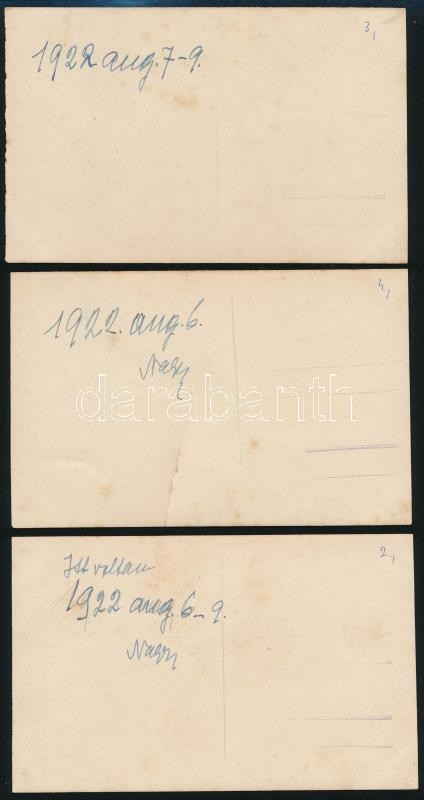 3,
1922 aug. 7-9.
4,
1922. aug. 6.
Nagy
darabanth
2,
Itt voltam
1922 aug. 6-9.
Nagy